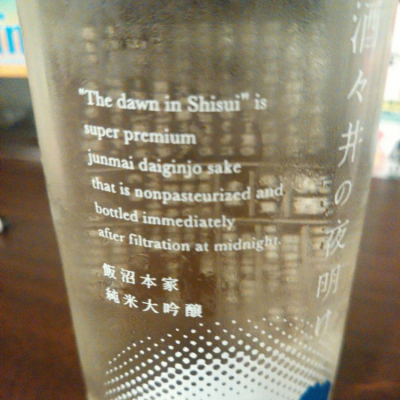 "The dawn in Shisui" is
super premium
junmai daiginjo sake
that is nonpasteurized and
bottled immediately
after filtration at midnight.
飯沼本家
純米大吟醸
酒々井の夜明け